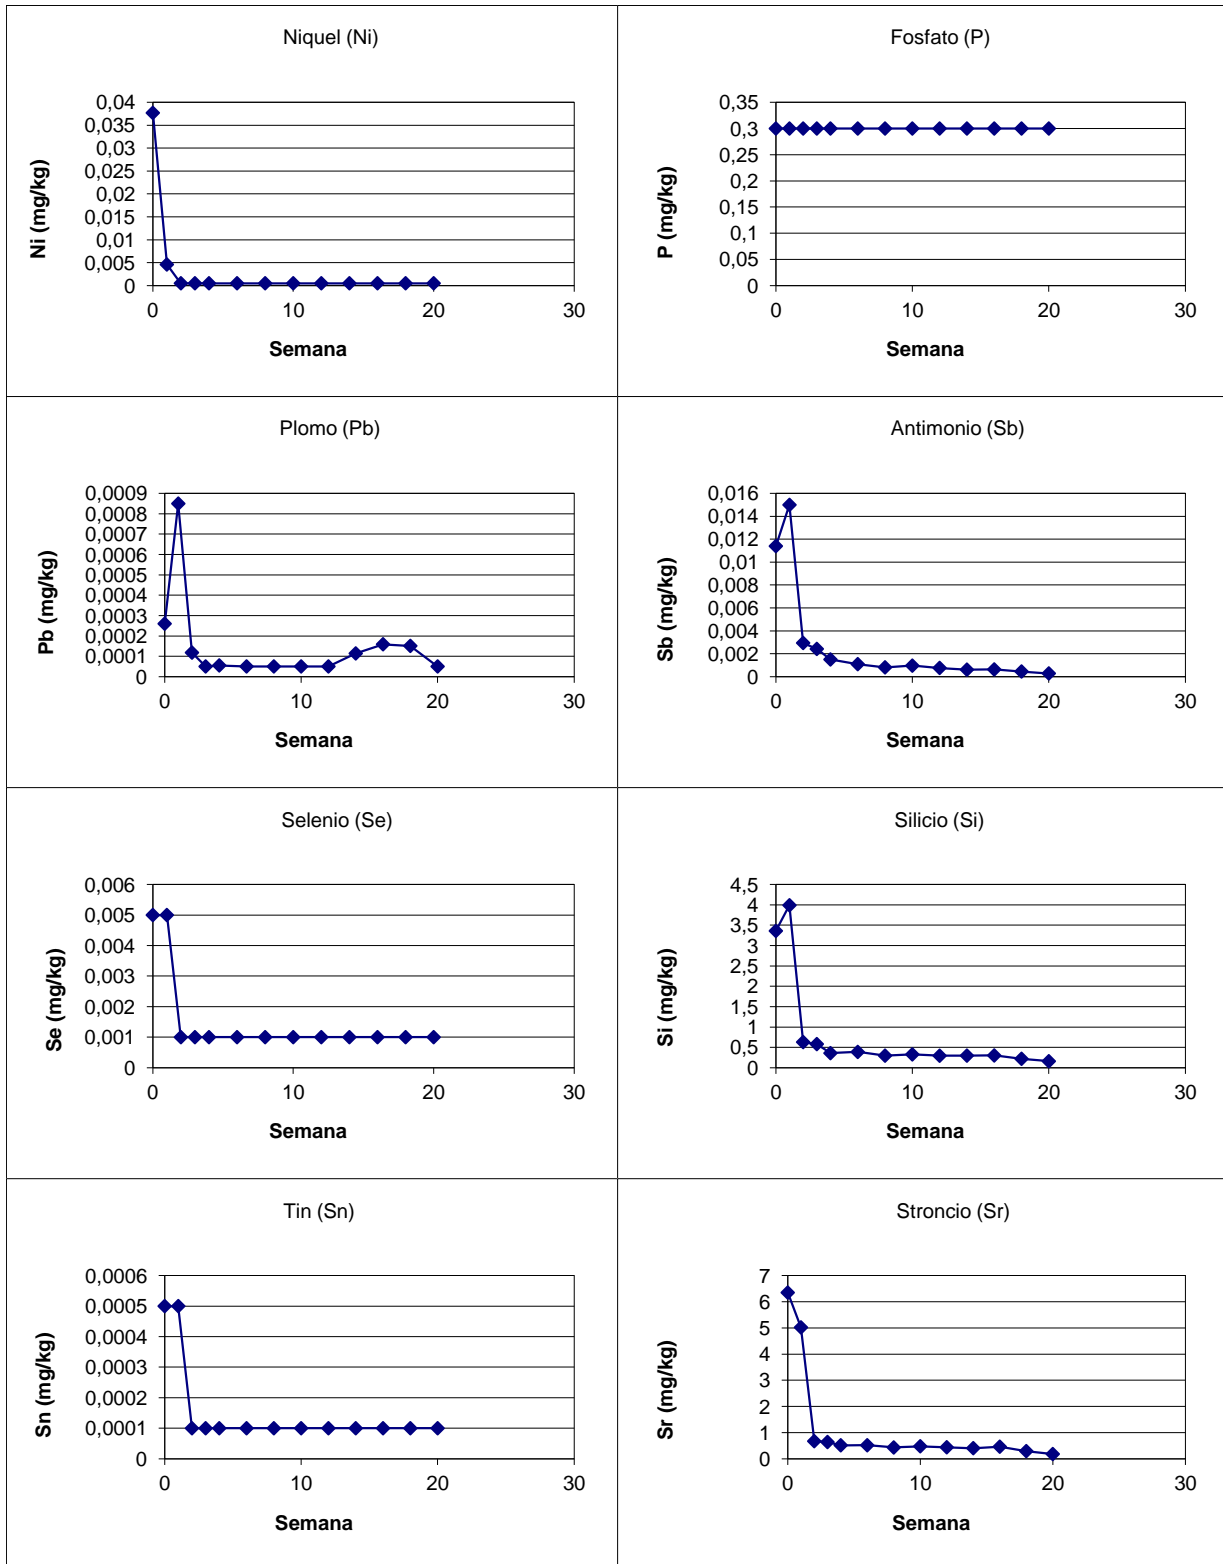 Niquel (Ni)
0,04
0,035
0,03
0,025
0,02
0,015
0,01
0,005
0
0 10 20 30
Ni (mg/kg)
Semana
Fosfato (P)
0,35
0,3
0,25
0,2
0,15
0,1
0,05
0
0 10 20 30
P (mg/kg)
Semana
Plomo (Pb)
0,0009
0,0008
0,0007
0,0006
0,0005
0,0004
0,0003
0,0002
0,0001
0
0 10 20 30
Pb (mg/kg)
Semana
Antimonio (Sb)
0,016
0,014
0,012
0,01
0,008
0,006
0,004
0,002
0
0 10 20 30
Sb (mg/kg)
Semana
Selenio (Se)
0,006
0,005
0,004
0,003
0,002
0,001
0
0 10 20 30
Se (mg/kg)
Semana
Silicio (Si)
4,5
4
3,5
3
2,5
2
1,5
1
0,5
0
0 10 20 30
Si (mg/kg)
Semana
Tin (Sn)
0,0006
0,0005
0,0004
0,0003
0,0002
0,0001
0
0 10 20 30
Sn (mg/kg)
Semana
Stroncio (Sr)
7
6
5
4
3
2
1
0
0 10 20 30
Sr (mg/kg)
Semana